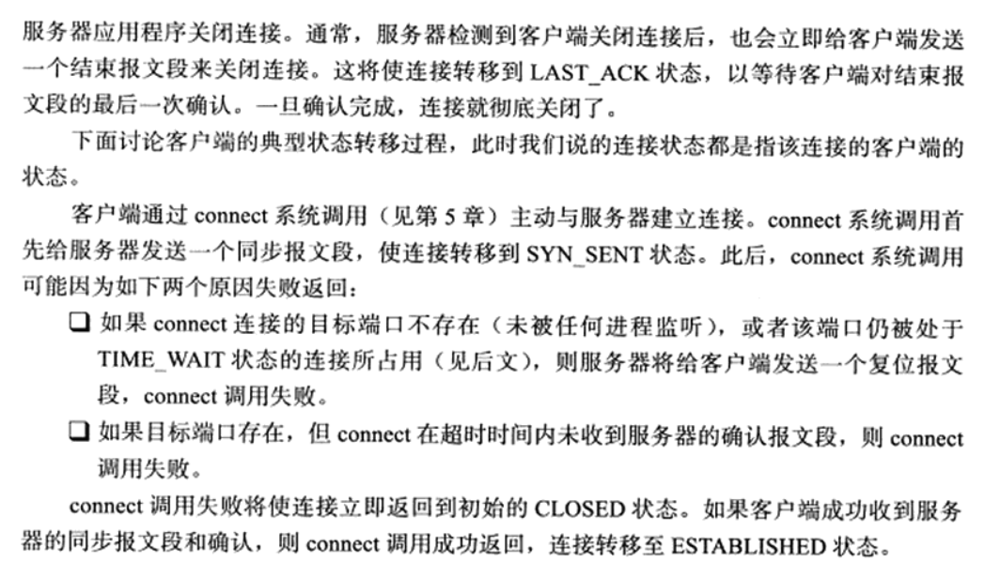 服务器应用程序关闭连接。通常，服务器检测到客户端关闭连接后，也会立即给客户端发送
一个结束报文段来关闭连接。这将使连接转移到 LAST_ACK 状态，以等待客户端对结束报
文段的最后一次确认。一旦确认完成，连接就彻底关闭了。
下面讨论客户端的典型状态转移过程，此时我们说的连接状态都是指该连接的客户端的
状态。
客户端通过 connect 系统调用（见第 5 章）主动与服务器建立连接。connect 系统调用首
先给服务器发送一个同步报文段，使连接转移到 SYN_SENT 状态。此后，connect 系统调用
可能因为如下两个原因失败返回：
❑ 如果 connect 连接的目标端口不存在（未被任何进程监听），或者该端口仍被处于
TIME_WAIT 状态的连接所占用（见后文），则服务器将给客户端发送一个复位报文
段，connect 调用失败。
❑ 如果目标端口存在，但 connect 在超时时间内未收到服务器的确认报文段，则 connect
调用失败。
connect 调用失败将使连接立即返回到初始的 CLOSED 状态。如果客户端成功收到服务
器的同步报文段和确认，则 connect 调用成功返回，连接转移至 ESTABLISHED 状态。